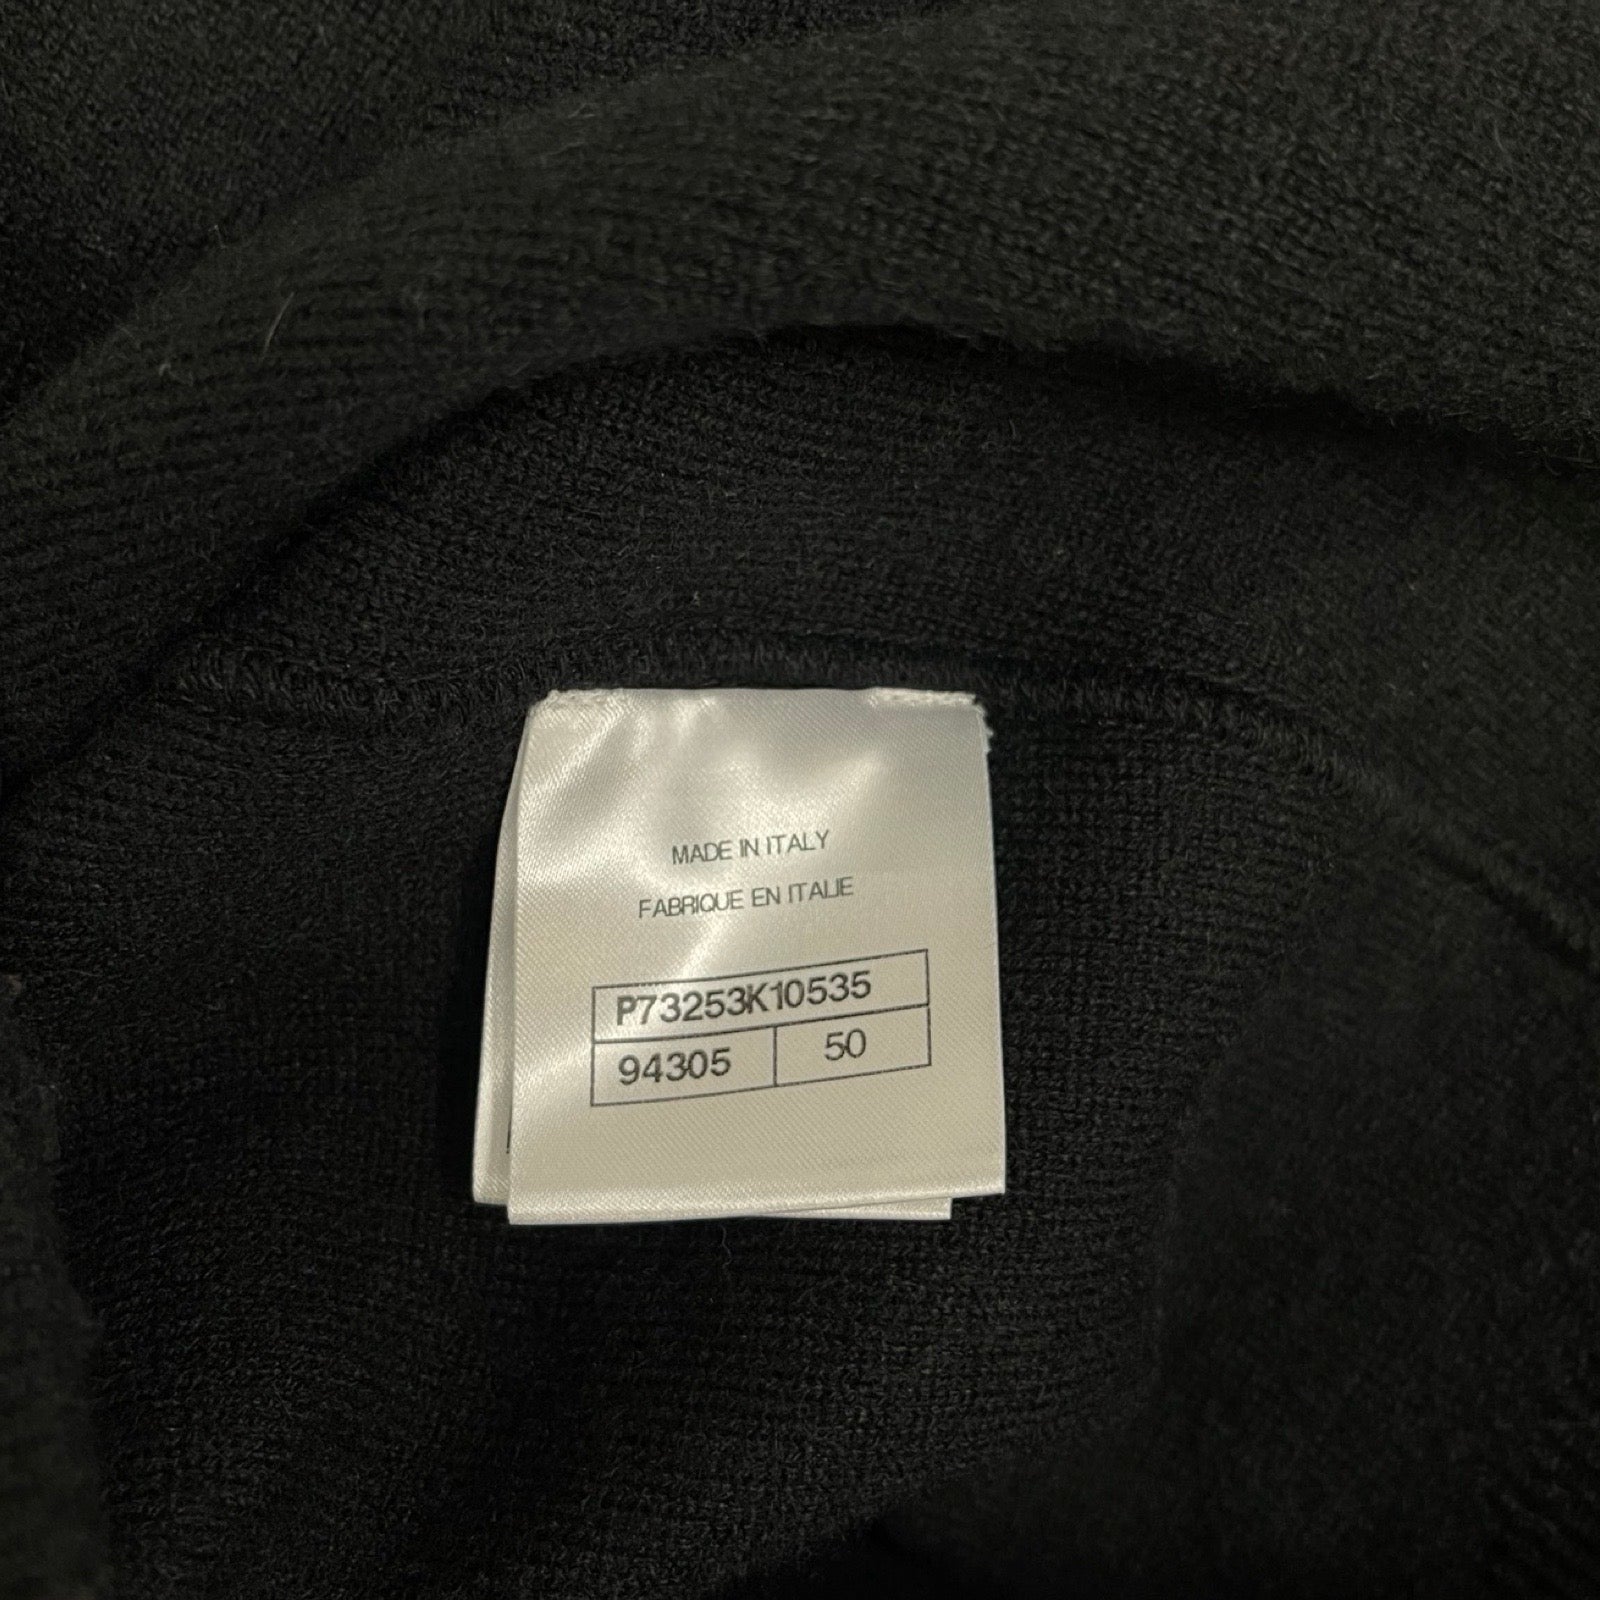 MADE IN ITALY
FABRIQUE EN ITALIE
P73253K10535
94305 50